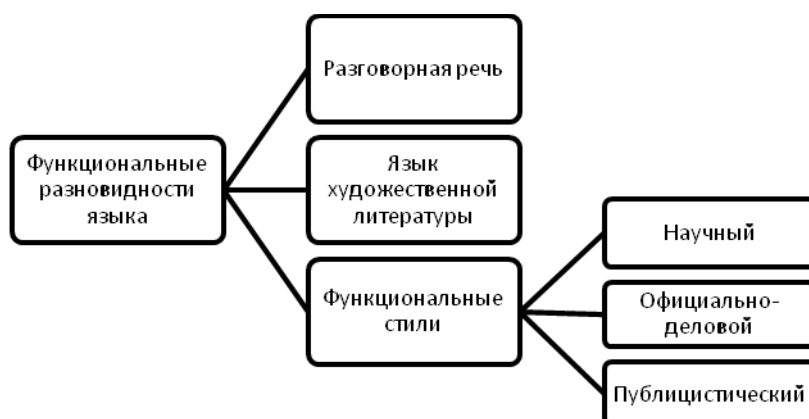 Разговорная речь
Функциональные
разновидности
языка
Язык
художественной
литературы
Функциональные
стили
Научный
Официально-
деловой
Публицистический